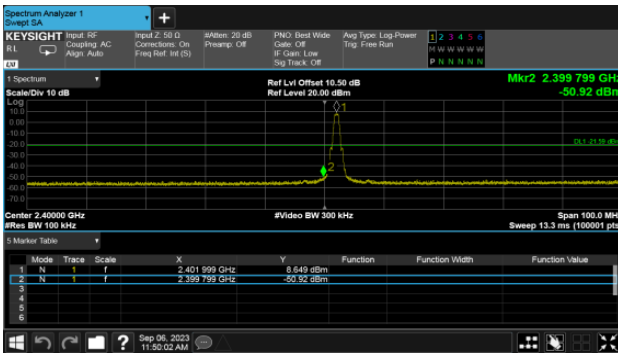 Spectrum Analyzer 1
Swept SA
+
KEYSIGHT Input: RF Input Z: 50 Ω #Atten: 20 dB PNO: Best Wide Avg Type: Log-Power 1 2 3 4 5 6
RL Coupling: AC Corrections: On Preamp: Off Gate: Off Trig: Free Run M W W W W W
Align: Auto Freq Ref: Int (S) IF Gain: Low
Sig Track: Off P N N N N N
LXI
1 Spectrum Ref Lvl Offset 10.50 dB Mkr2 2.399 799 GHz
Scale/Div 10 dB Ref Level 20.00 dBm -50.92 dBm
Log
10.0
0.00
-10.0
-20.0
-30.0
-40.0
-50.0
-60.0
-70.0
1
DL1 -21.59 dBm
2
Center 2.40000 GHz #Video BW 300 kHz Span 100.0 MH
#Res BW 100 kHz Sweep 13.3 ms (100001 pts
5 Marker Table
Mode Trace Scale X Y Function Function Width Function Value
1 N 1 f 2.401 999 GHz 8.649 dBm
2 N 1 f 2.399 799 GHz -50.92 dBm
3
4
5
6
? Sep 06, 2023
11:50:02 AM